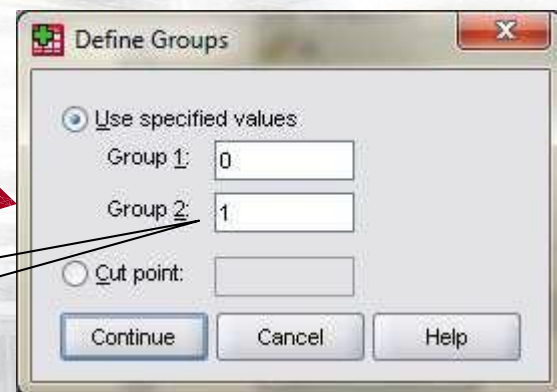 Define Groups
Use specified values
Group 1: 0
Group 2: 1
Cut point:
Continue Cancel Help